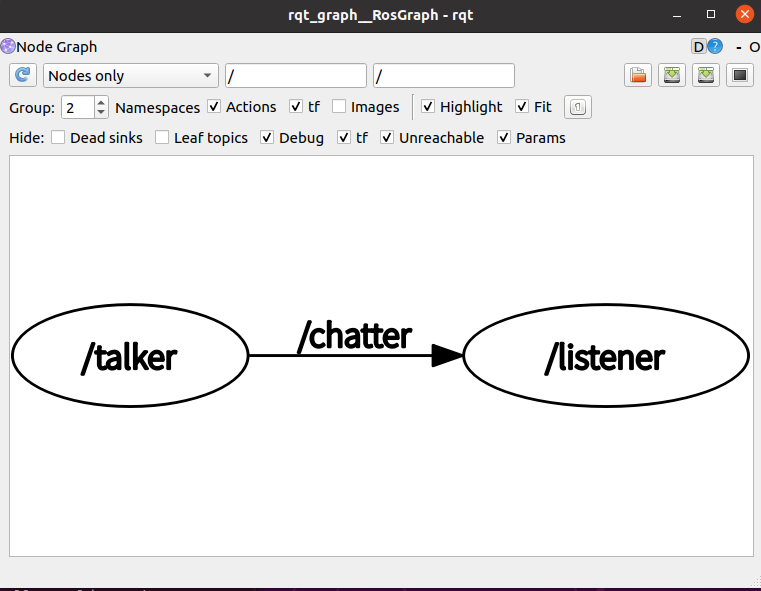 rqt_graph__RosGraph - rqt
Node Graph
D ? - O
Nodes only / /
Group: 2 Namespaces Actions tf Images Highlight Fit
Hide: Dead sinks Leaf topics Debug tf Unreachable Params
/talker /chatter /listener